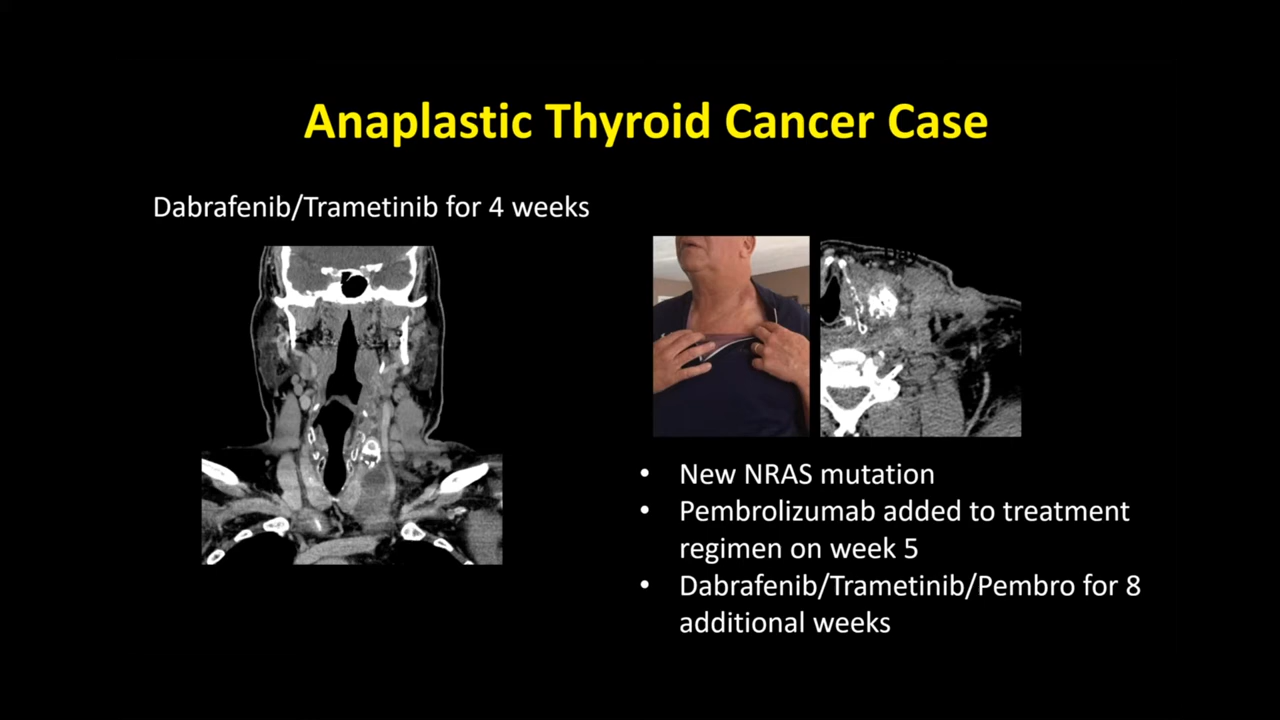 Anaplastic Thyroid Cancer Case
Dabrafenib/Trametinib for 4 weeks
• New NRAS mutation
• Pembrolizumab added to treatment
regimen on week 5
• Dabrafenib/Trametinib/Pembro for 8
additional weeks